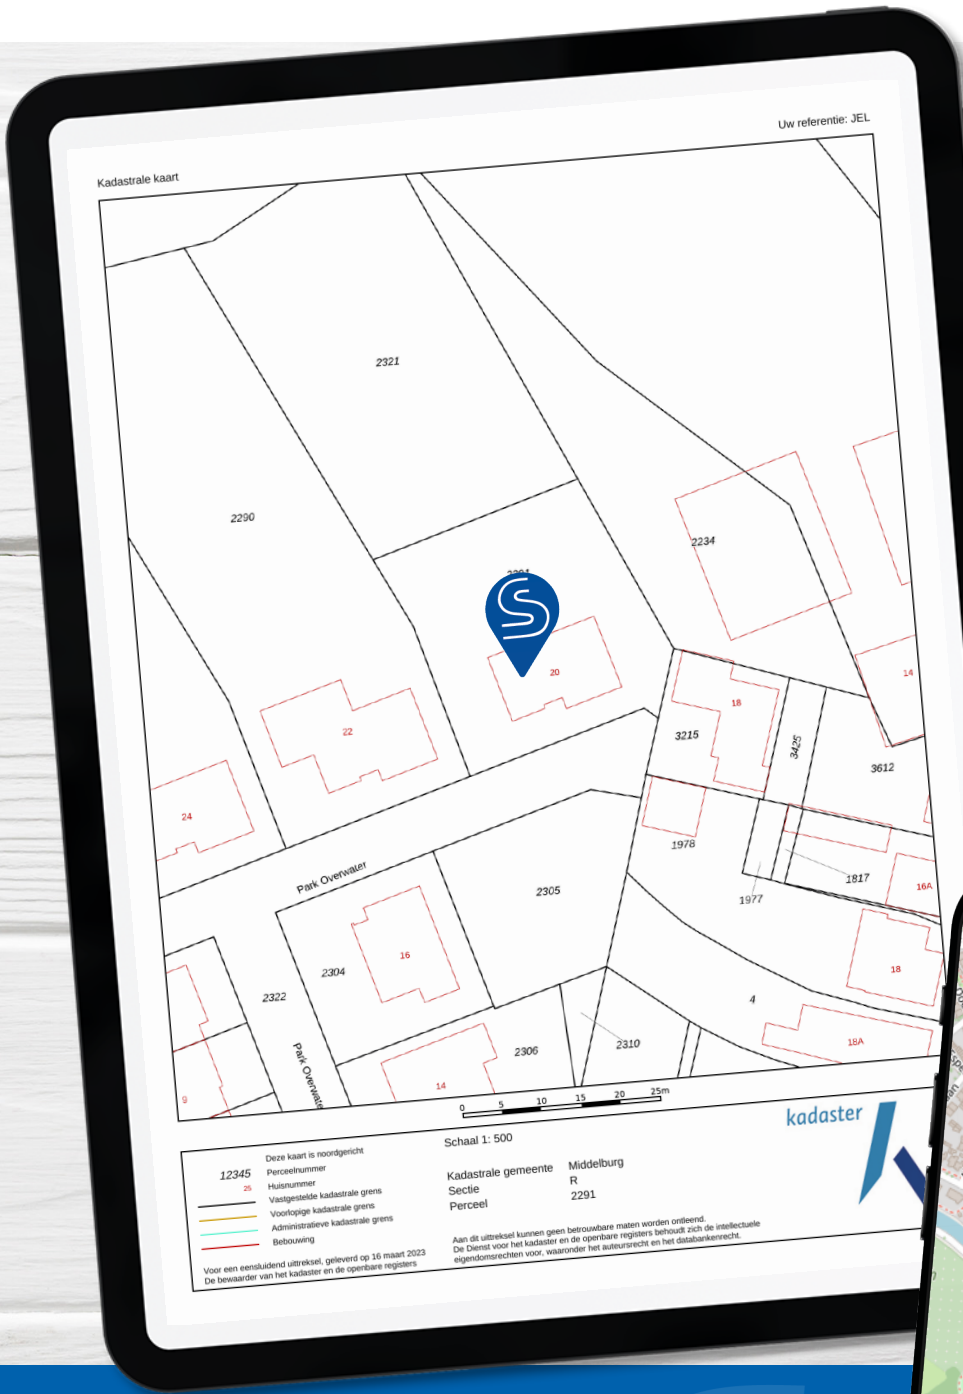 Uw referentie: JEL
Kadastrale kaart
2321
2290
2234
14
20
18
22
3215
3425
3612
24
1978
1817
16A
Park Overwater
2305
1977
16
18
2304
2322
4
Park Overwate
2306
2310
18A
14
9
0 5 10 15 20 25m
Schaal 1: 500
kadaster
Deze kaart is noordgericht
12345 Perceelnummer
25 Huisnummer
Vastgestelde kadastrale grens
Voorlopige kadastrale grens
Administratieve kadastrale grens
Bebouwing
Kadastrale gemeente Middelburg
Sectie R
Perceel 2291
Voor een eensluidend uittreksel, geleverd op 16 maart 2023
De bewaarder van het kadaster en de openbare registers
Aan dit uittreksel kunnen geen betrouwbare maten worden ontleend.
De Dienst voor het kadaster en de openbare registers behoudt zich de intellectuele
eigendomsrechten voor, waaronder het auteursrecht en het databankenrecht.